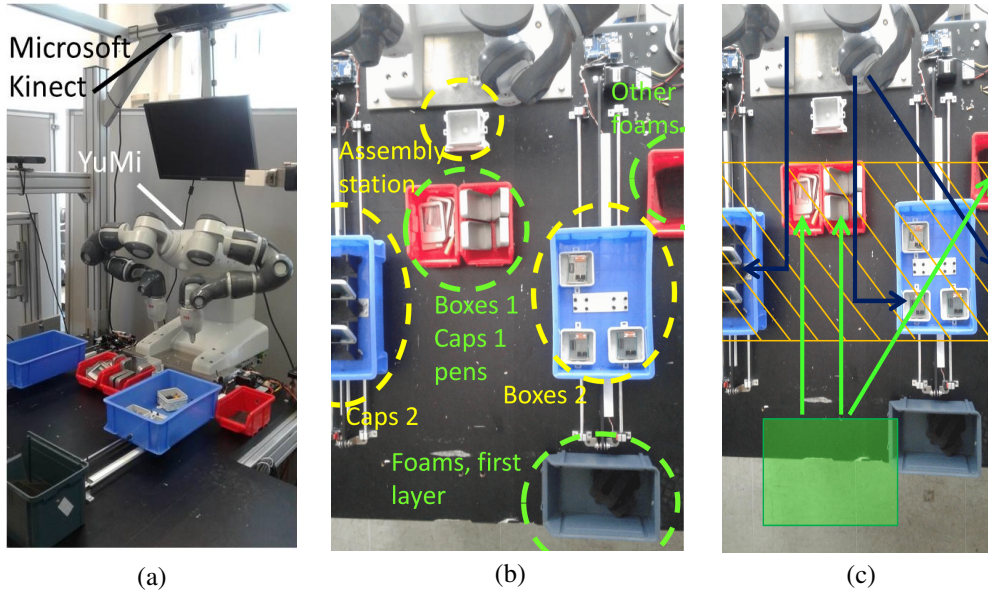 Microsoft
Kinect
YuMi
(a)
Other
foams
Assembly
station
Boxes 1
Caps 1
pens
Boxes 2
Caps 2
Foams, first
layer
(b)
(c)